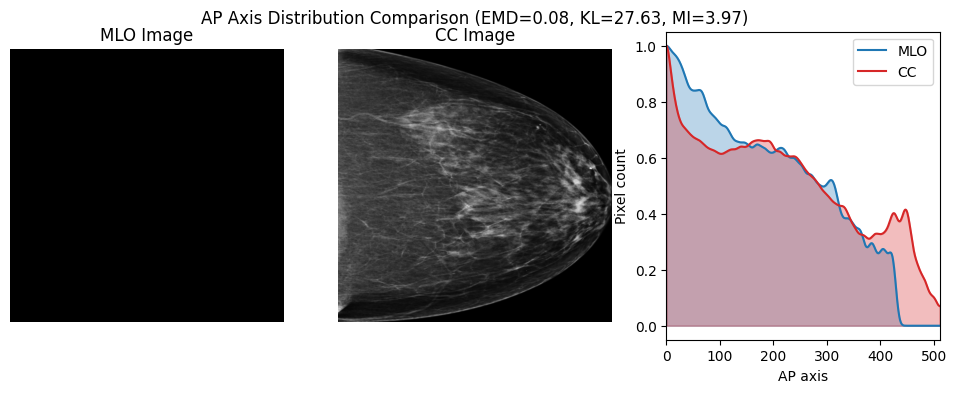 AP Axis Distribution Comparison (EMD=0.08, KL=27.63, MI=3.97)
MLO Image
CC Image
MLO
CC
1.0
0.8
0.6
0.4
0.2
0.0
Pixel count
0 100 200 300 400 500
AP axis